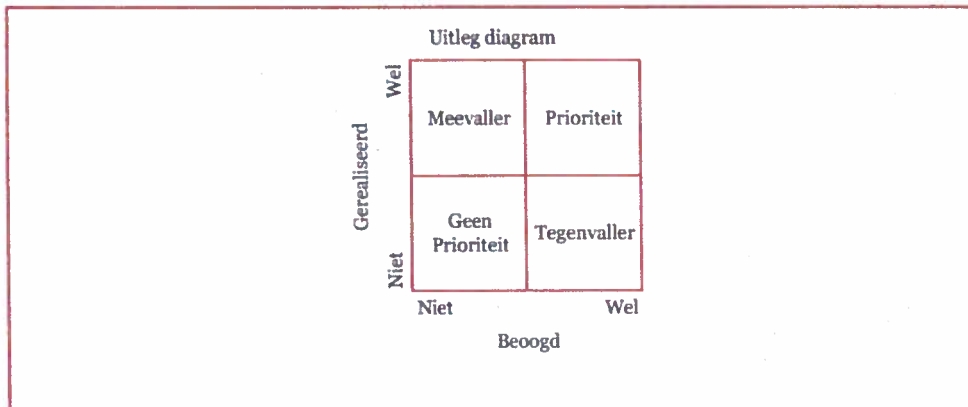 Uitleg diagram
Wel
Meevaller
Prioriteit
Gerealiseerd
Geen
Prioriteit
Tegenvaller
Niet
Niet
Wel
Beoogd